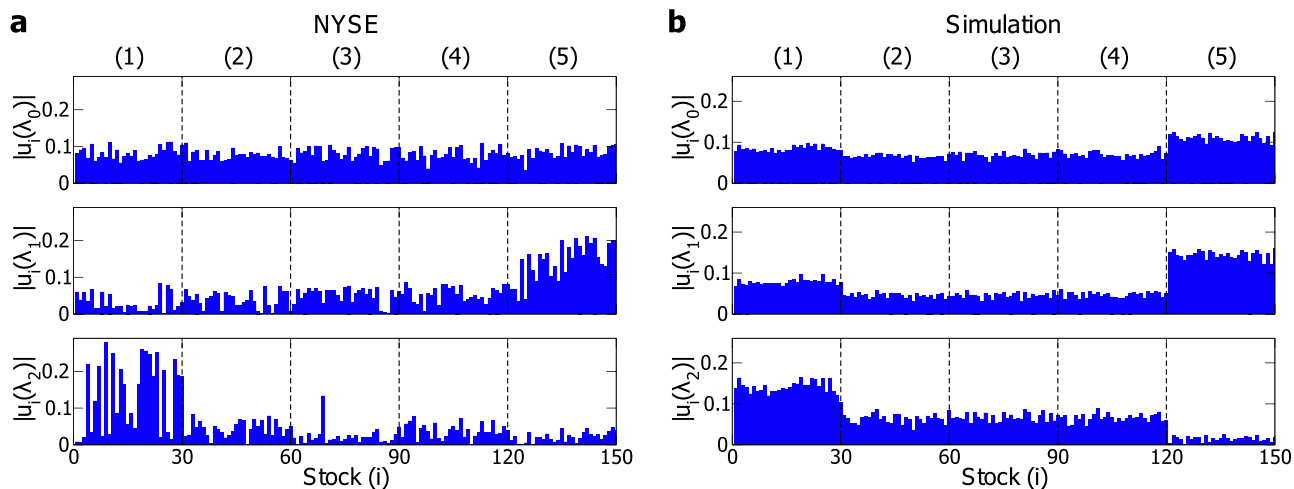 a
NYSE
(1) (2) (3) (4) (5)
|u_i(λ_0)|
0.2
0.1
0
|u_i(λ_1)|
0.2
0.1
0
|u_i(λ_2)|
0.2
0.1
0
0 30 60 90 120 150
Stock (i)
b
Simulation
(1) (2) (3) (4) (5)
|u_i(λ_0)|
0.2
0.1
0
|u_i(λ_1)|
0.2
0.1
0
|u_i(λ_2)|
0.2
0.1
0
0 30 60 90 120 150
Stock (i)